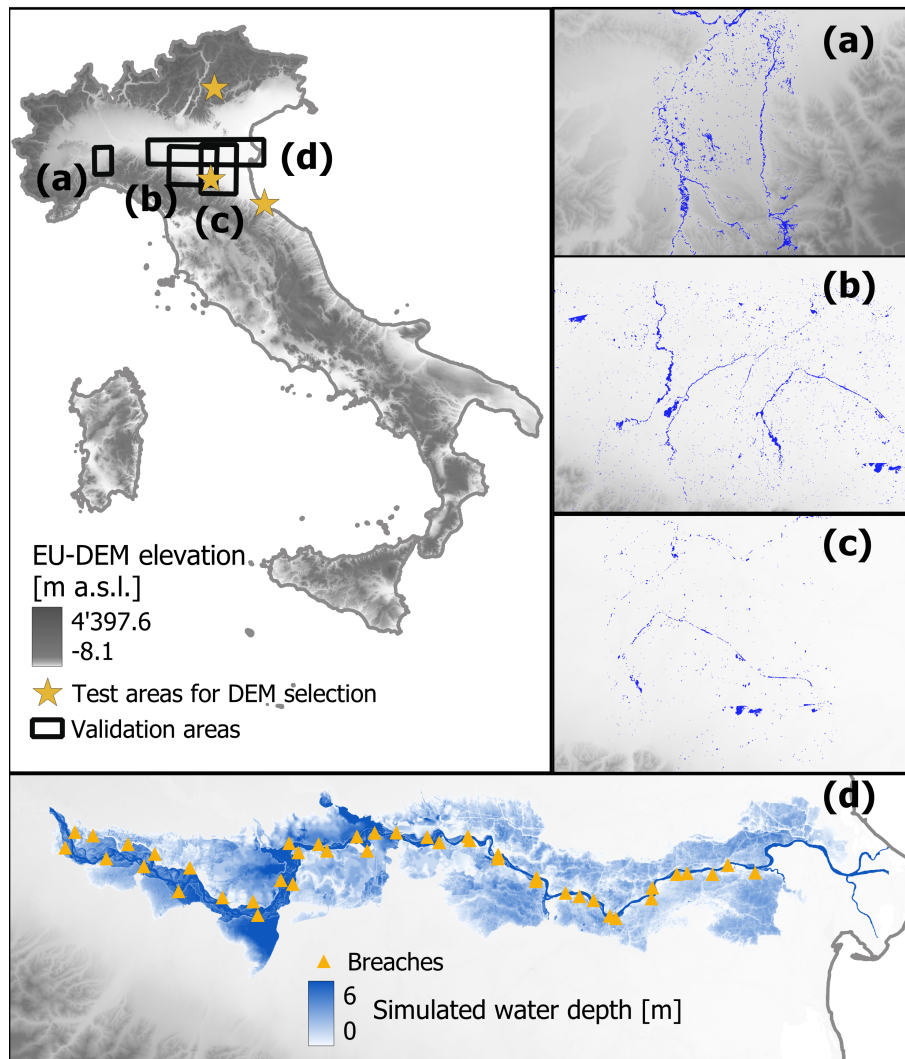 (a)
(b)
(c)
(d)
EU-DEM elevation
[m a.s.l.]
4'397.6
-8.1
Test areas for DEM selection
Validation areas
(a)
(b)
(c)
(d)
Breaches
6
0
Simulated water depth [m]